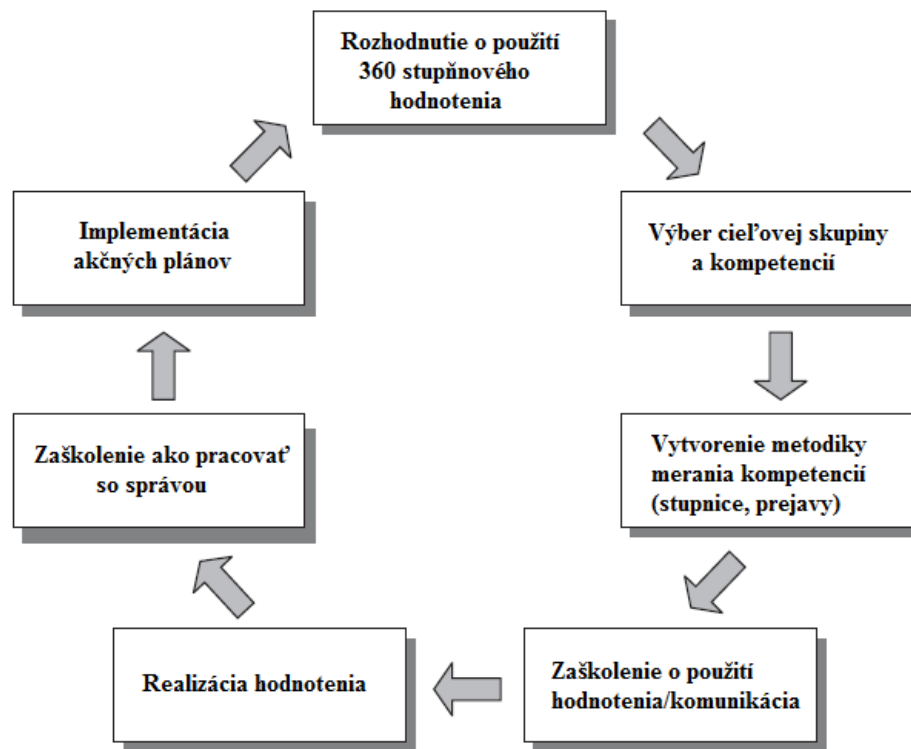 Rozhodnutie o použití
360 stupňového
hodnotenia
Výber cieľovej skupiny
a kompetencií
Vytvorenie metodiky
merania kompetencií
(stupnice, prejavy)
Zaškolenie o použití
hodnotenia/komunikácia
Realizácia hodnotenia
Zaškolenie ako pracovať
so správou
Implementácia
akčných plánov